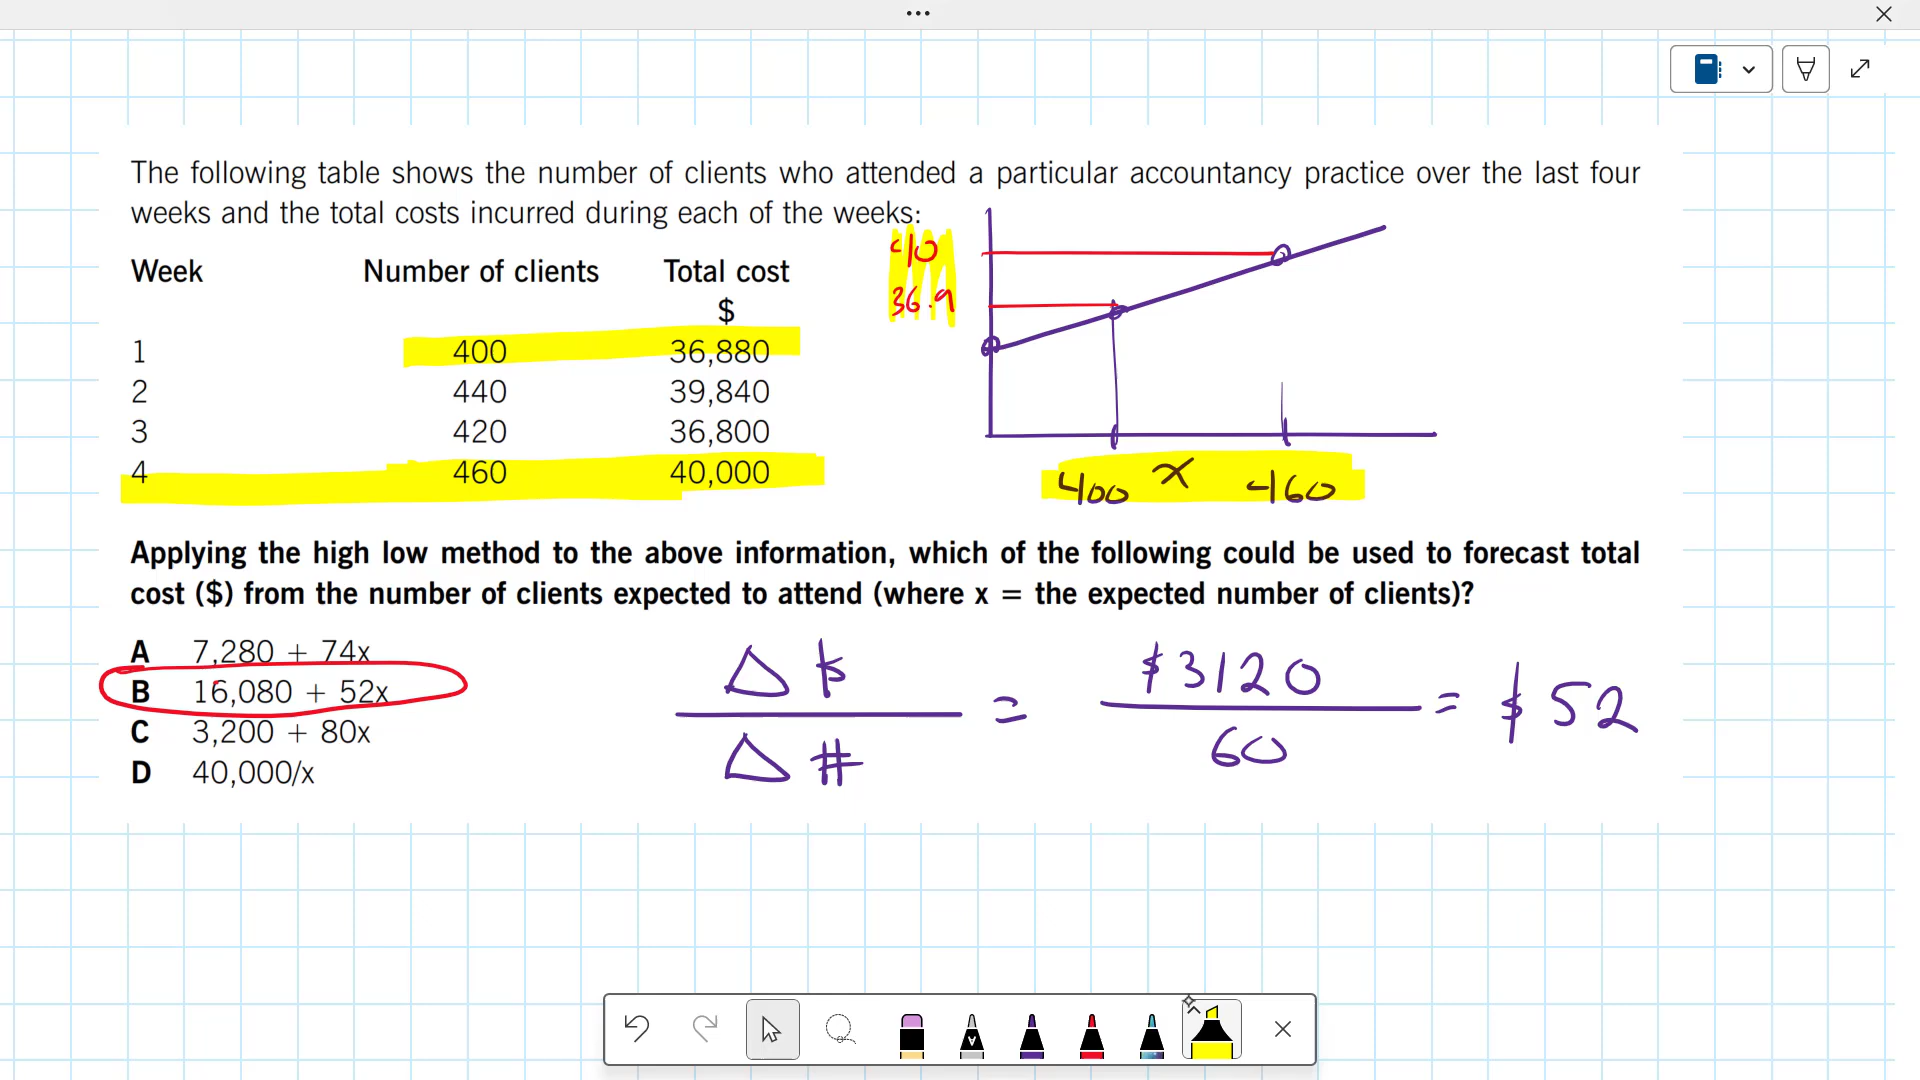 The following table shows the number of clients who attended a particular accountancy practice over the last four
weeks and the total costs incurred during each of the weeks:
Week Number of clients Total cost
$
1 400 36,880
2 440 39,840
3 420 36,800
4 460 40,000
40
36.9
400 x 460
Applying the high low method to the above information, which of the following could be used to forecast total
cost ($) from the number of clients expected to attend (where x = the expected number of clients)?
A 7,280 + 74x
B 16,080 + 52x
C 3,200 + 80x
D 40,000/x
Δ $ / Δ # = $3120 / 60 = $52